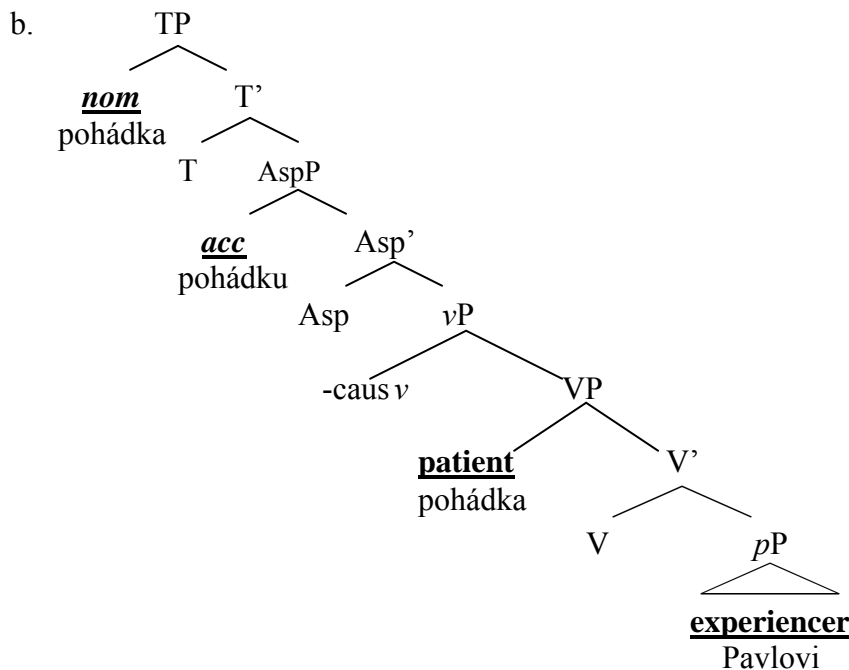 b.
TP
nom T’
pohádka
T AspP
acc Asp’
pohádku
Asp vP
-caus v VP
patient V’
pohádka
V pP
experiencer
Pavlovi